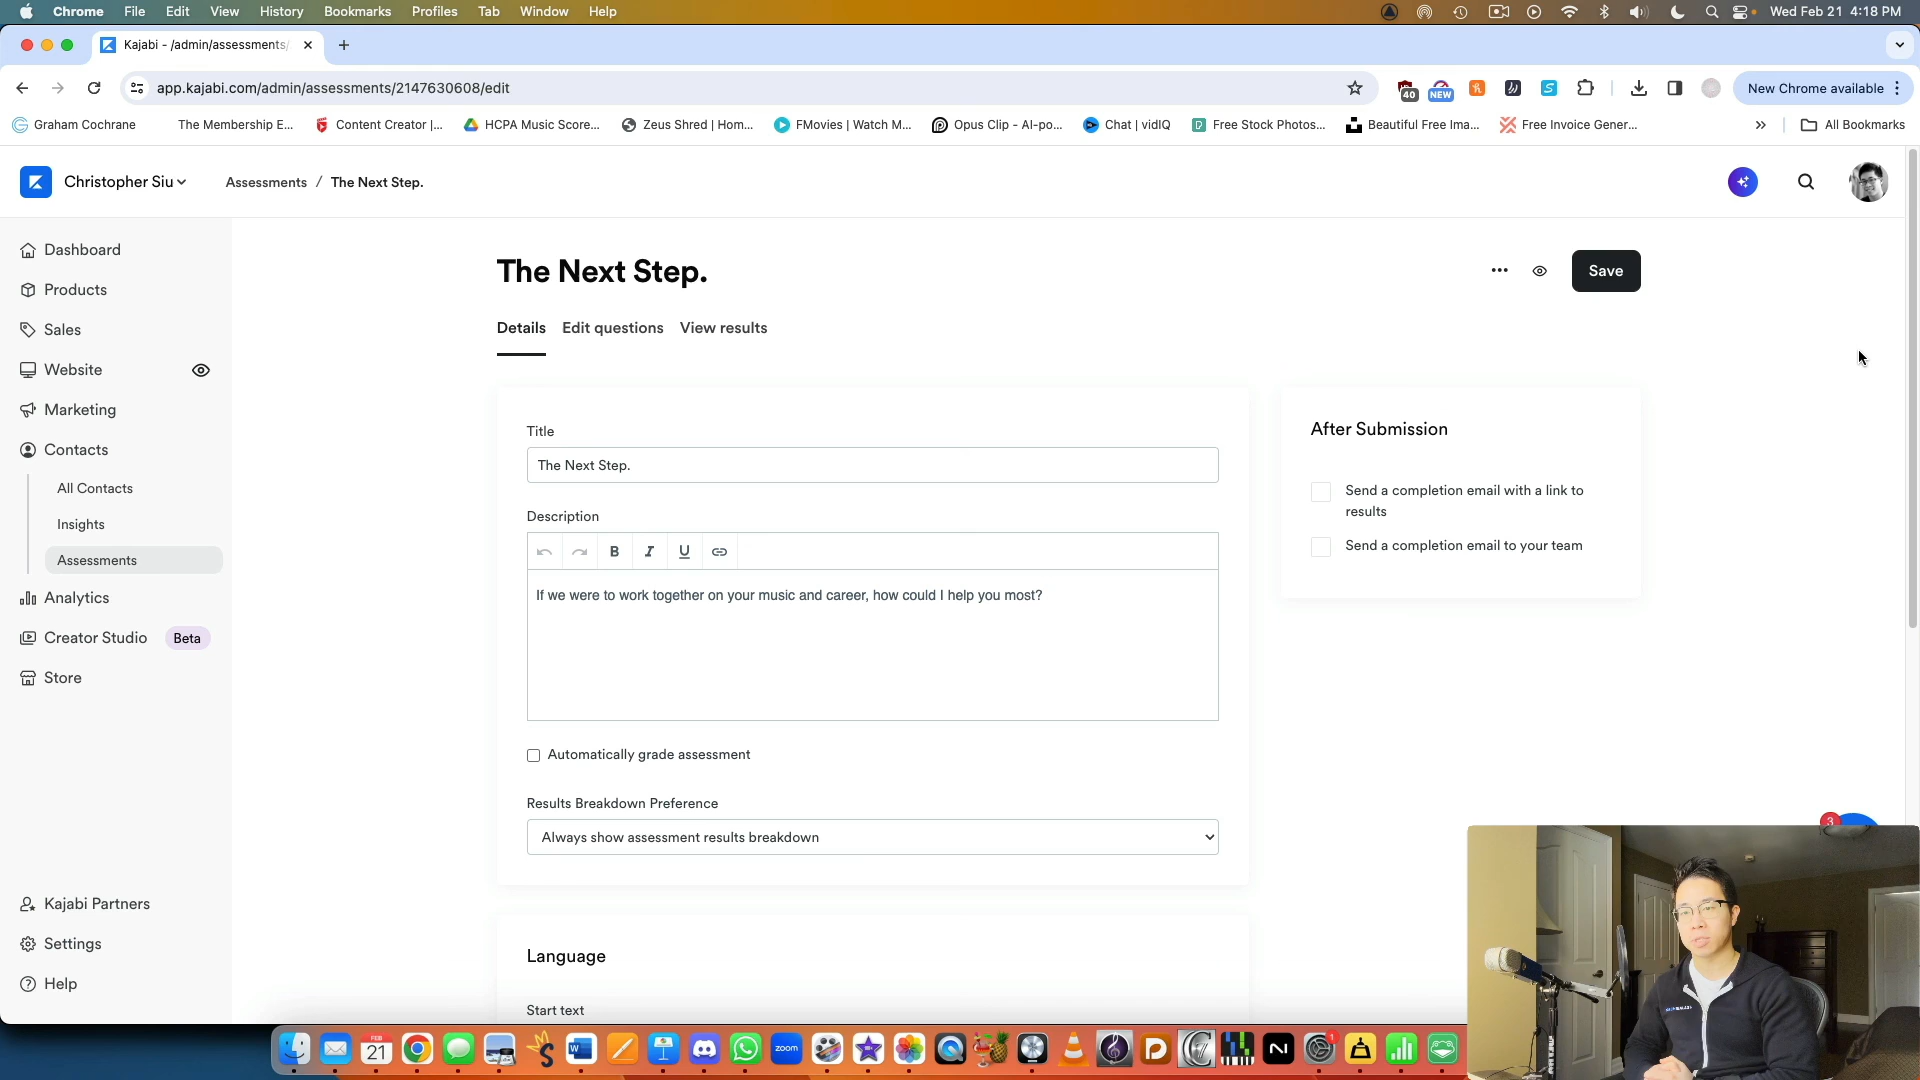 Chrome File Edit View History Bookmarks Profiles Tab Window Help Wed Feb 21 4:18 PM
Kajabi - /admin/assessments/
app.kajabi.com/admin/assessments/2147630608/edit 40 NEW New Chrome available
Graham Cochrane The Membership E... Content Creator |... HCPA Music Score... Zeus Shred | Hom... FMovies | Watch M... Opus Clip - AI-po... Chat | vidIQ Free Stock Photos... Beautiful Free Ima... Free Invoice Gener... » All Bookmarks
Christopher Siu Assessments / The Next Step.
Dashboard
Products
Sales
Website
Marketing
Contacts
All Contacts
Insights
Assessments
Analytics
Creator Studio Beta
Store
Kajabi Partners
Settings
Help
The Next Step.
Save
Details Edit questions View results
Title
The Next Step.
Description
B I U
If we were to work together on your music and career, how could I help you most?
Automatically grade assessment
Results Breakdown Preference
Always show assessment results breakdown
Language
Start text
After Submission
Send a completion email with a link to
results
Send a completion email to your team
3
FEB
21
zoom
1